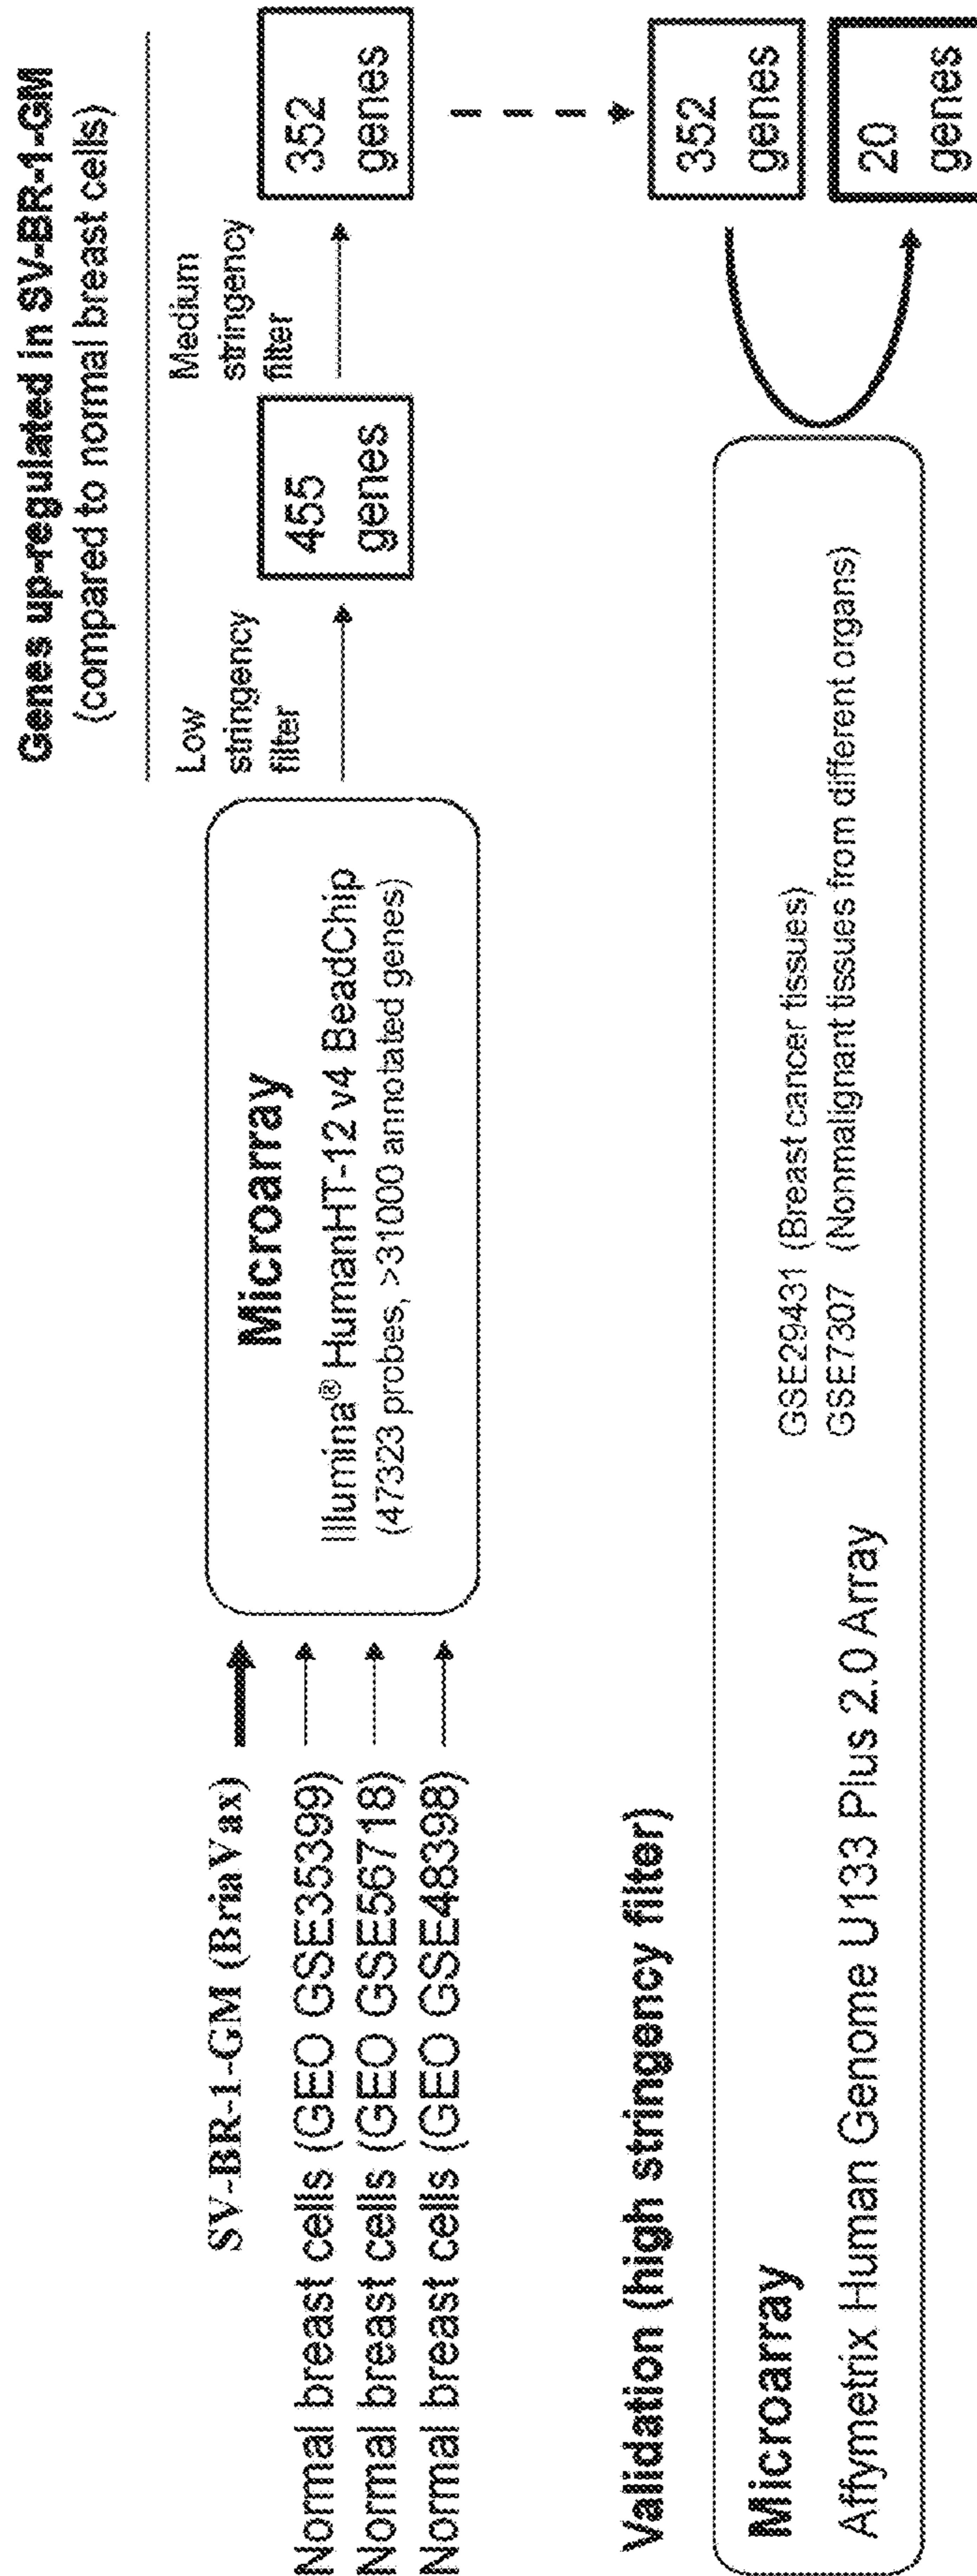 Genes up-regulated in SV-BR-1-GM
(compared to normal breast cells)
SV-BR-1-GM (BriaVax)
Normal breast cells (GEO GSE35399)
Normal breast cells (GEO GSE56718)
Normal breast cells (GEO GSE48398)
Microarray
Illumina® HumanHT-12 v4 BeadChip
(47323 probes, >31000 annotated genes)
Low
stringency
filter
455
genes
Medium
stringency
filter
352
genes
Validation (high stringency filter)
Microarray
Affymetrix Human Genome U133 Plus 2.0 Array
GSE29431 (Breast cancer tissues)
GSE7307 (Nonmalignant tissues from different organs)
352
genes
20
genes